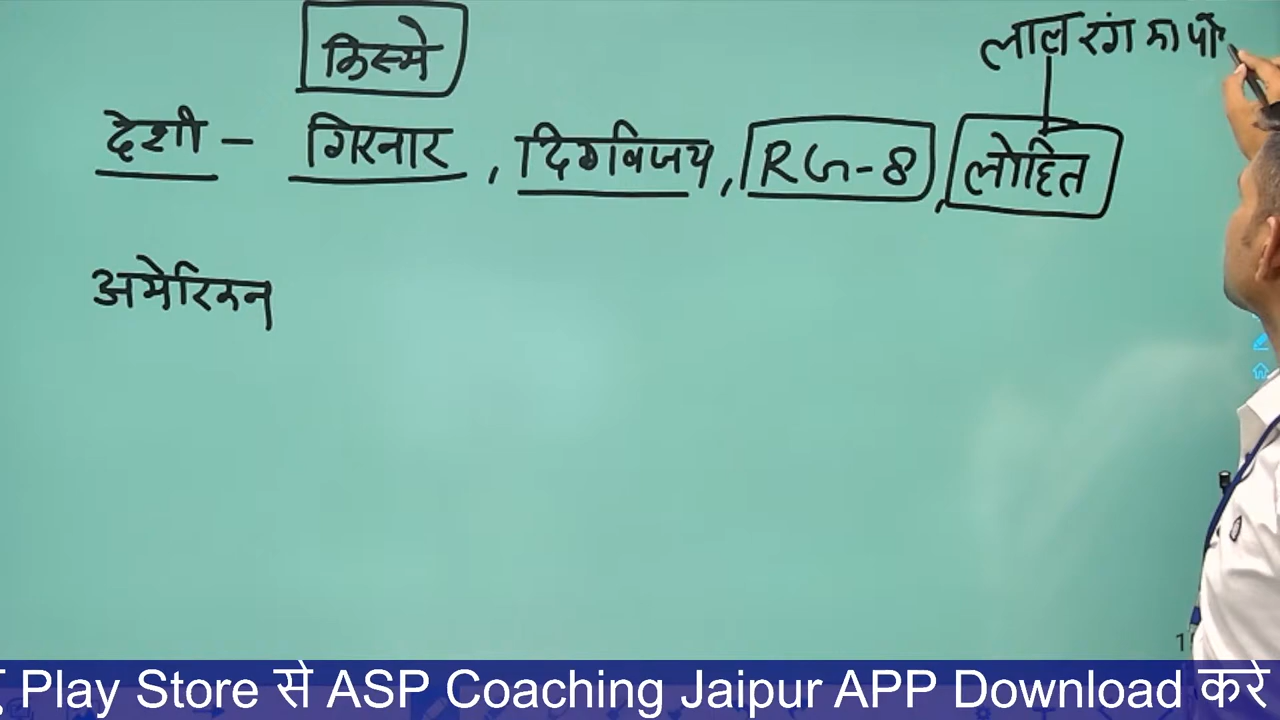 किस्मे
लाल रंग का
देशी - गिरनार, दिग्विजय, RG-8, लोहित
अमेरिकन
Play Store से ASP Coaching Jaipur APP Download करे